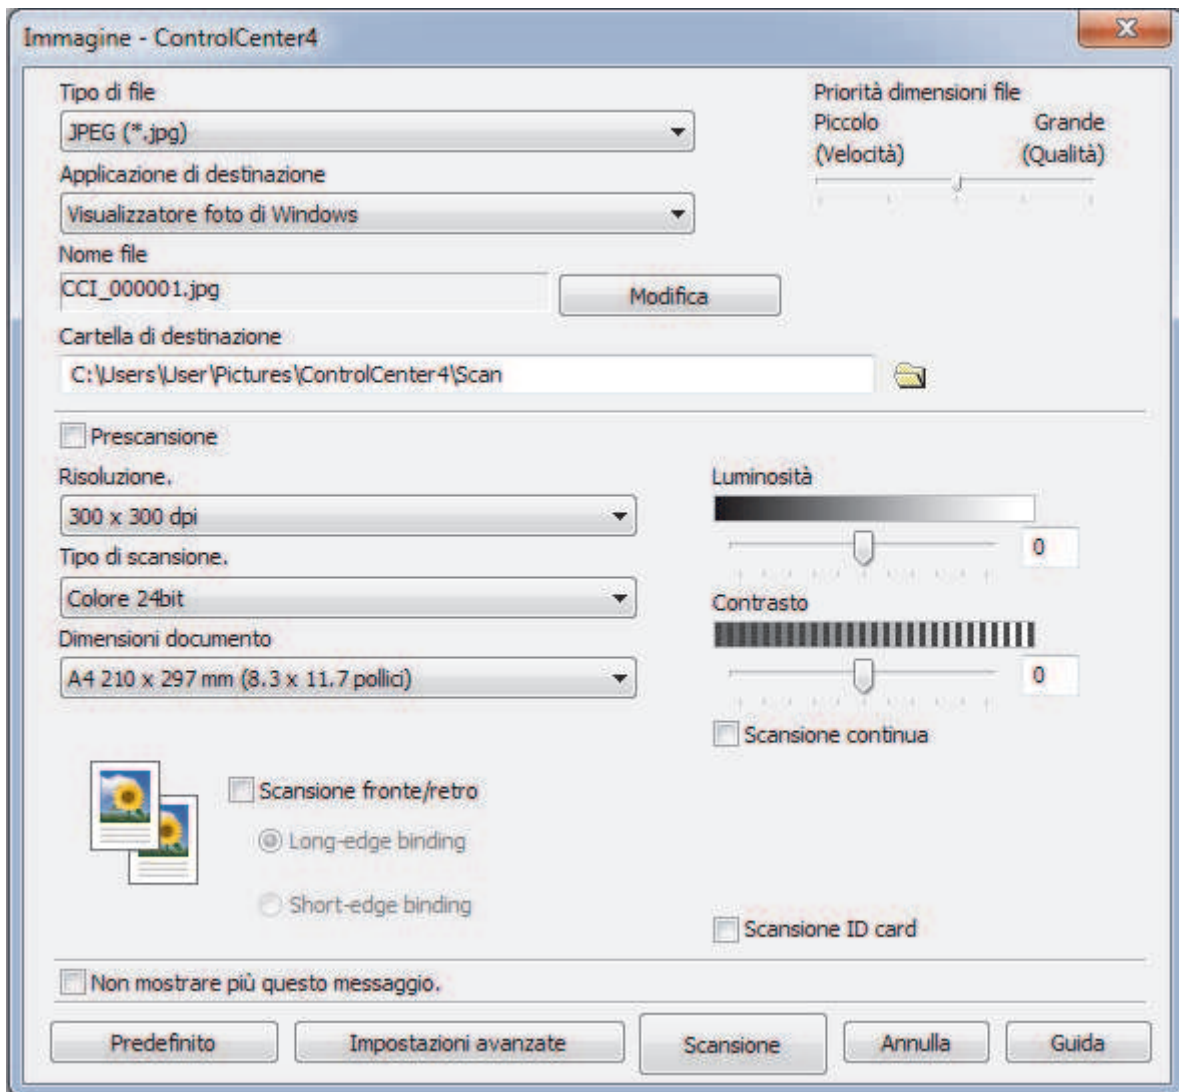 Immagine - ControlCenter4
Tipo di file
JPEG (*.jpg)
Applicazione di destinazione
Visualizzatore foto di Windows
Nome file
CCI_000001.jpg
Modifica
Cartella di destinazione
C:\Users\User\Pictures\ControlCenter4\Scan
Priorità dimensioni file
Piccolo Grande
(Velocità) (Qualità)
Prescansione
Risoluzione.
300 x 300 dpi
Tipo di scansione.
Colore 24bit
Dimensioni documento
A4 210 x 297 mm (8.3 x 11.7 pollici)
Luminosità
0
Contrasto
0
Scansione continua
Scansione fronte/retro
Long-edge binding
Short-edge binding
Scansione ID card
Non mostrare più questo messaggio.
Predefinito Impostazioni avanzate Scansione Annulla Guida